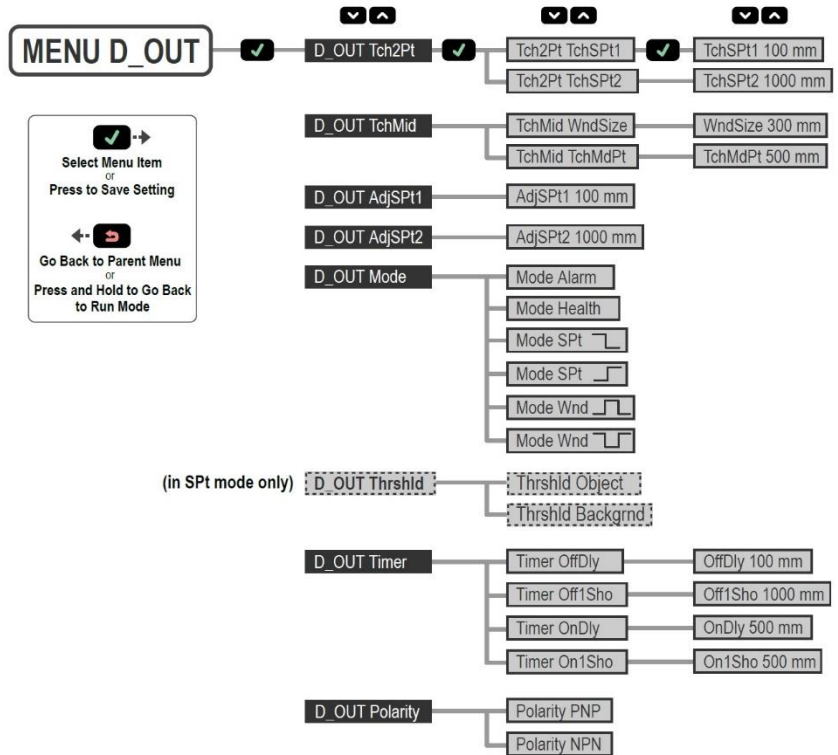 MENU D_OUT
D_OUT Tch2Pt
Tch2Pt TchSPt1
TchSPt1 100 mm
Tch2Pt TchSPt2
TchSPt2 1000 mm
Select Menu Item
or
Press to Save Setting
Go Back to Parent Menu
or
Press and Hold to Go Back
to Run Mode
D_OUT TchMid
TchMid WndSize
WndSize 300 mm
TchMid TchMdPt
TchMdPt 500 mm
D_OUT AdjSPt1
AdjSPt1 100 mm
D_OUT AdjSPt2
AdjSPt2 1000 mm
D_OUT Mode
Mode Alarm
Mode Health
Mode SPt
Mode SPt
Mode Wnd
Mode Wnd
(in SPt mode only)
D_OUT Thrshld
Thrshld Object
Thrshld Backgrnd
D_OUT Timer
Timer OffDly
OffDly 100 mm
Timer Off1Sho
Off1Sho 1000 mm
Timer OnDly
OnDly 500 mm
Timer On1Sho
On1Sho 500 mm
D_OUT Polarity
Polarity PNP
Polarity NPN